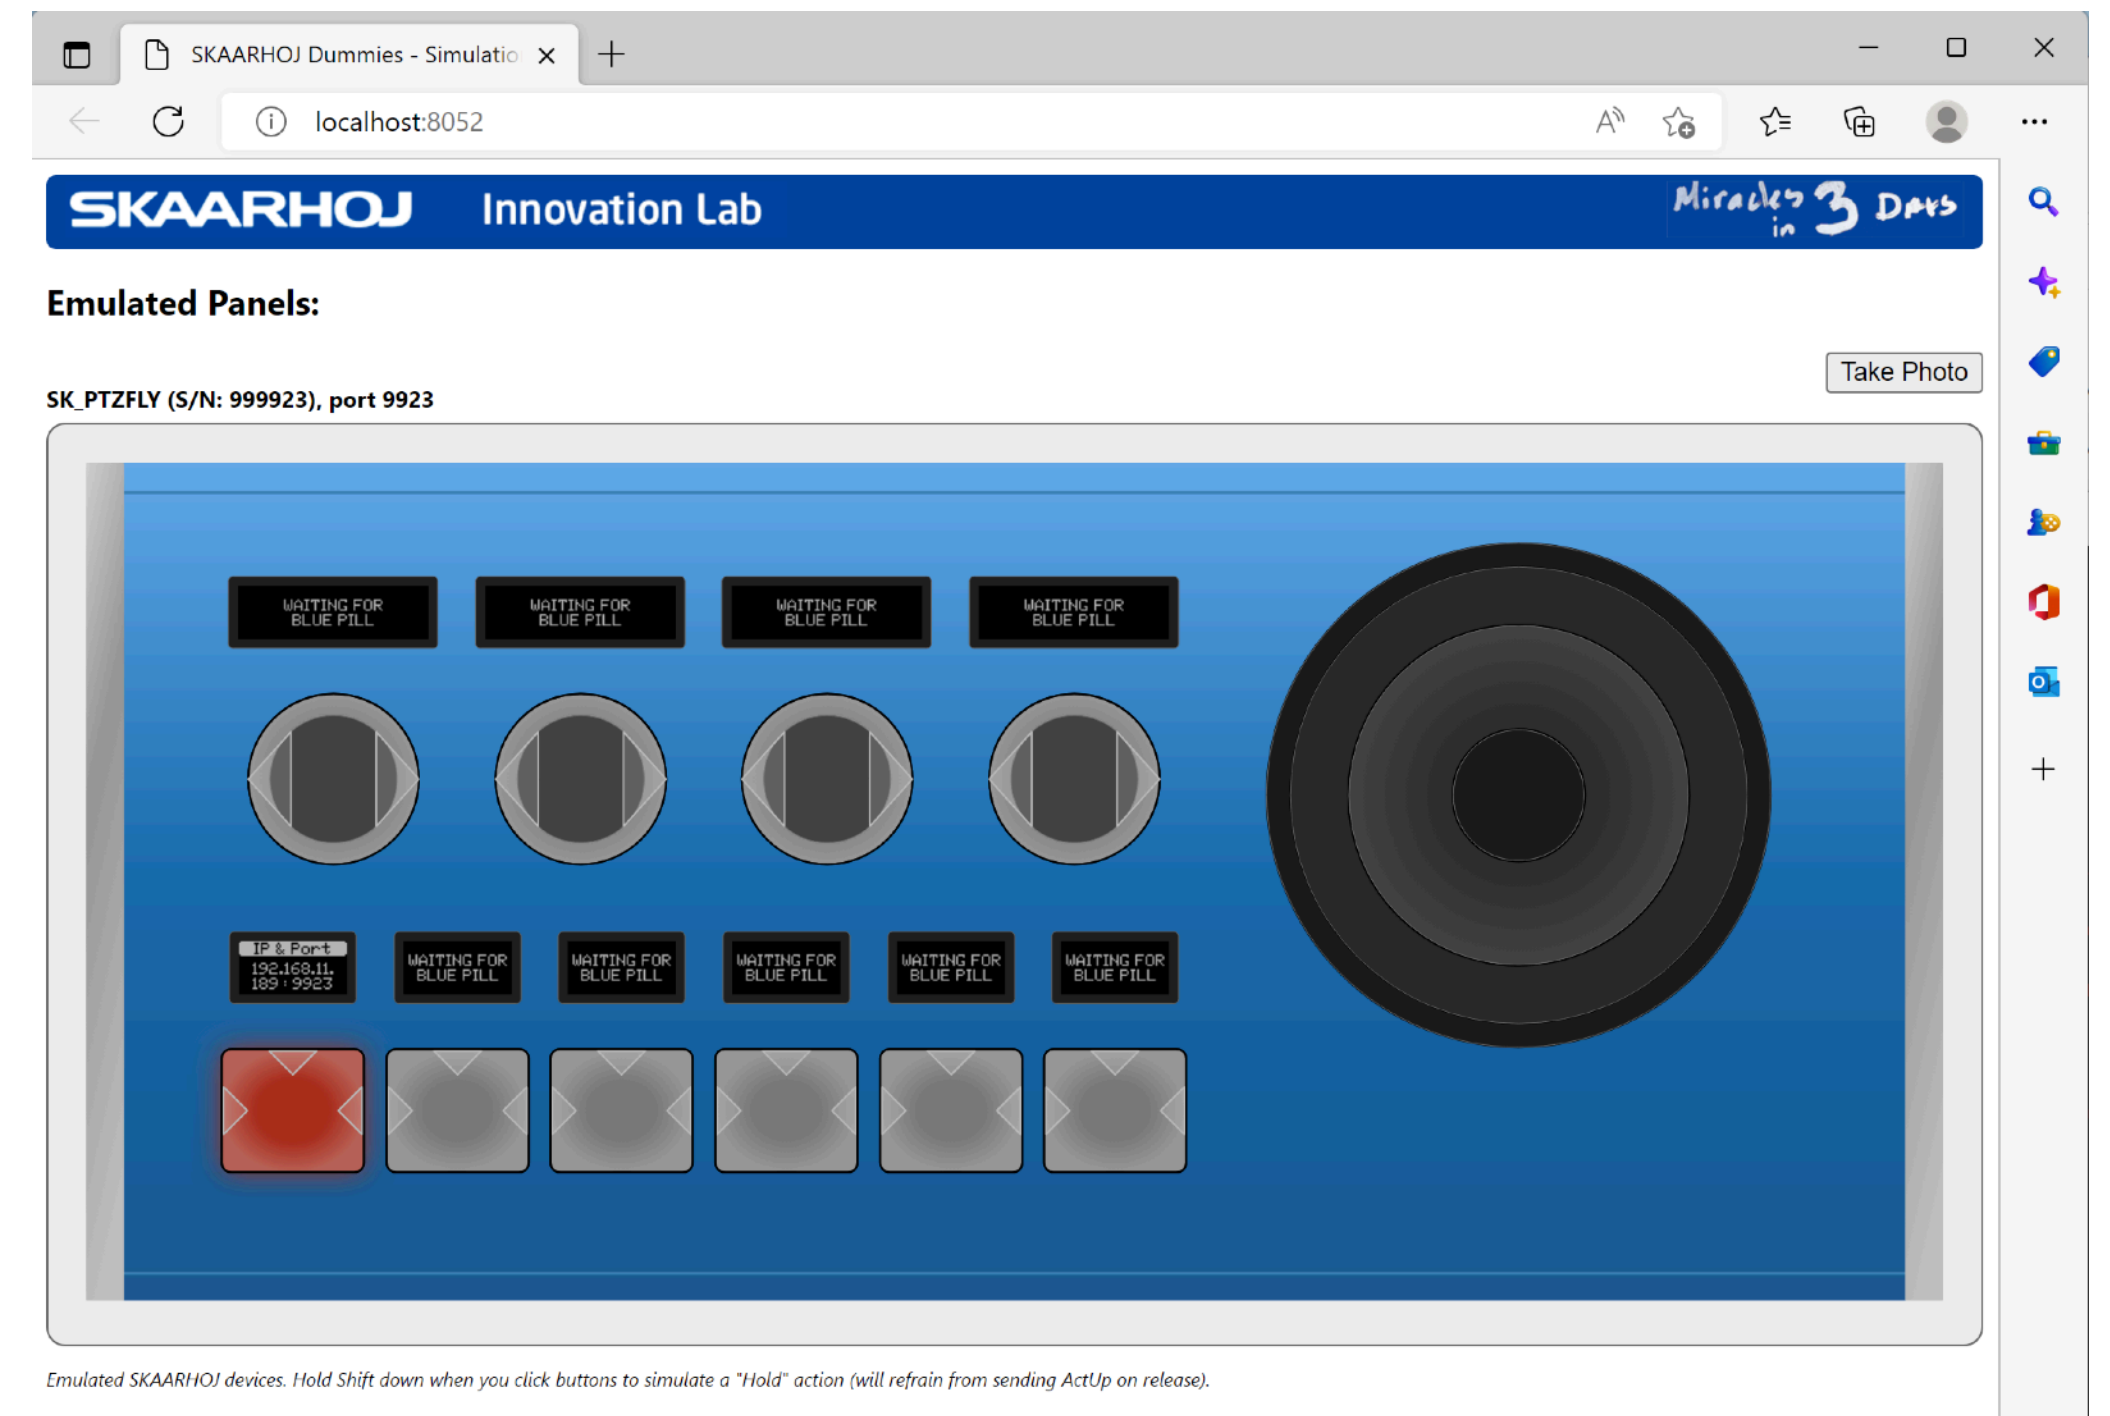 SKAARHOJ Dummies - Simulatio
localhost:8052
SKAARHOJ Innovation Lab
Miracles in 3 DAYS
Emulated Panels:
Take Photo
SK_PTZFLY (S/N: 999923), port 9923
WAITING FOR
BLUE PILL
WAITING FOR
BLUE PILL
WAITING FOR
BLUE PILL
WAITING FOR
BLUE PILL
IP & Port
192.168.11.
189 : 9923
WAITING FOR
BLUE PILL
WAITING FOR
BLUE PILL
WAITING FOR
BLUE PILL
WAITING FOR
BLUE PILL
WAITING FOR
BLUE PILL
Emulated SKAARHOJ devices. Hold Shift down when you click buttons to simulate a "Hold" action (will refrain from sending ActUp on release).